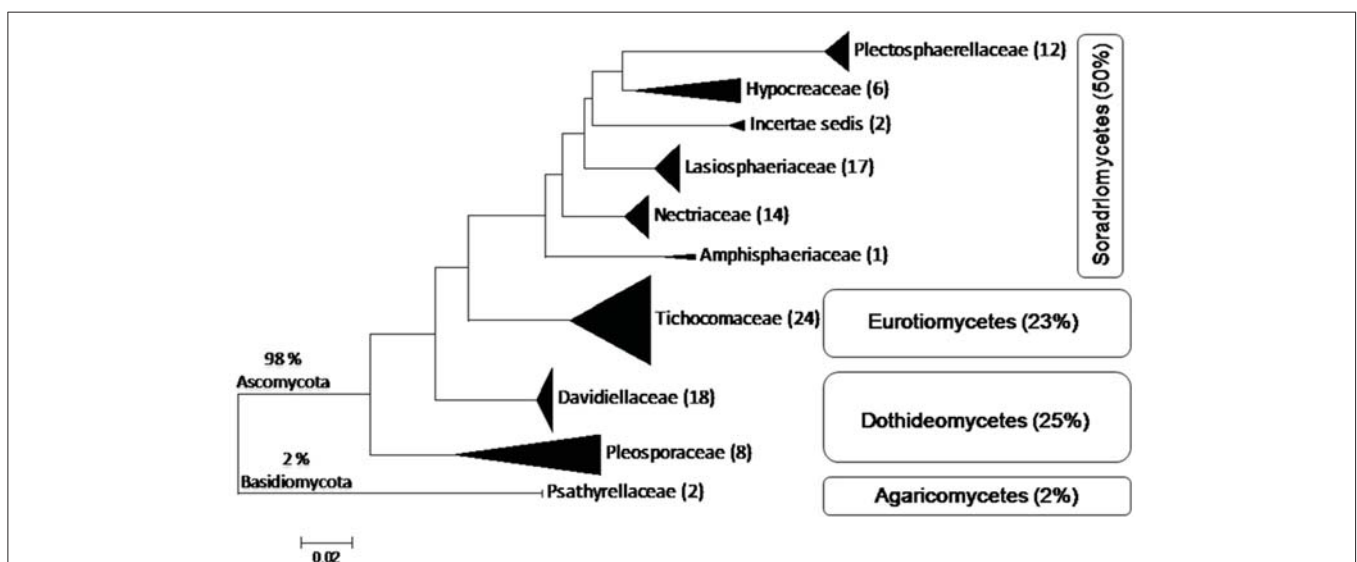 Plectosphaerellaceae (12)
Hypocreaceae (6)
Incertae sedis (2)
Lasiosphaeriaceae (17)
Nectriaceae (14)
Amphisphaeriaceae (1)
Soradriomycetes (50%)
Tichocomaceae (24)
Eurotiomycetes (23%)
98 %
Ascomycota
Davidiellaceae (18)
Dothideomycetes (25%)
Pleosporaceae (8)
2 %
Basidiomycota
Psathyrellaceae (2)
Agaricomycetes (2%)
0.02